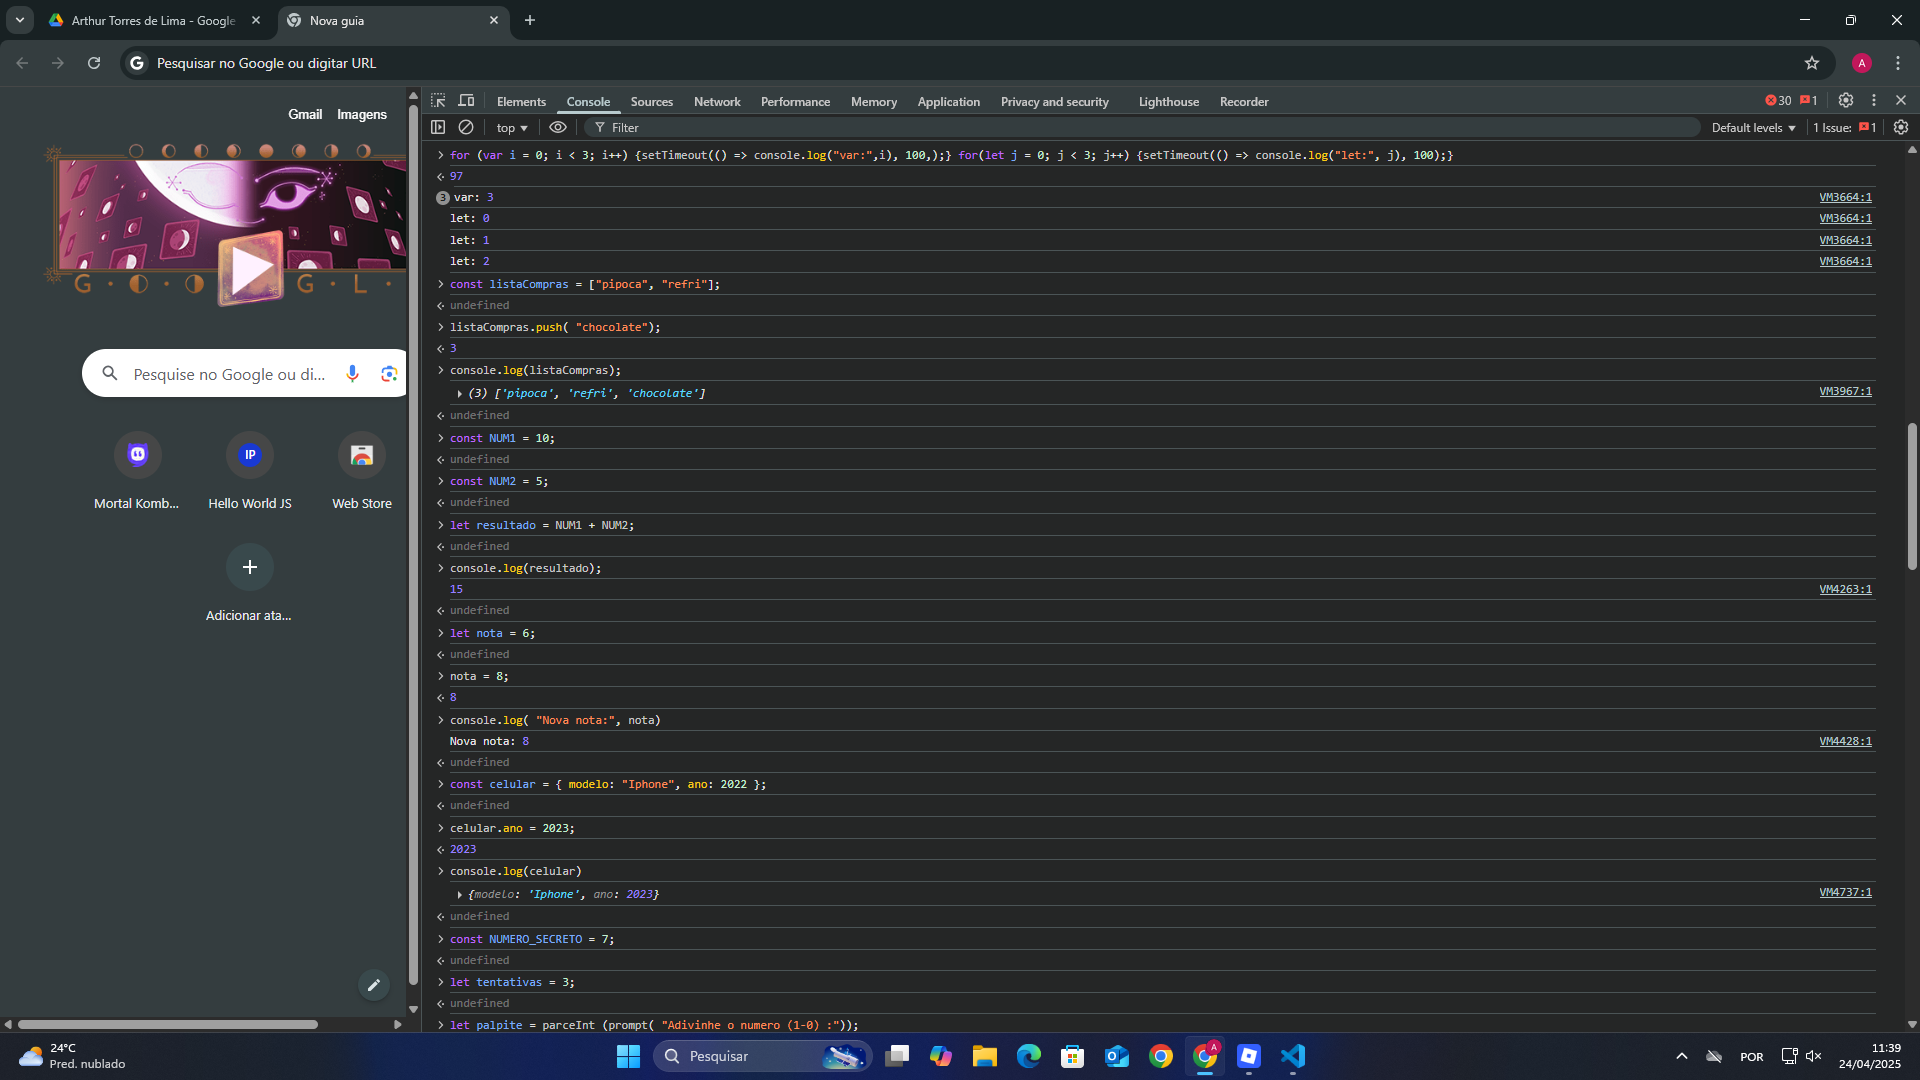 Arthur Torres de Lima - Google
Nova guia
Pesquisar no Google ou digitar URL
A
Gmail Imagens
G O O G L
Pesquise no Google ou di...
IP
Mortal Komb...
Hello World JS
Web Store
Adicionar ata...
Elements Console Sources Network Performance Memory Application Privacy and security Lighthouse Recorder
30 1
top
Filter
Default levels
1 Issue: 1
for (var i = 0; i < 3; i++) {setTimeout(() => console.log("var:",i), 100,);} for(let j = 0; j < 3; j++) {setTimeout(() => console.log("let:", j), 100);}
97
3 var: 3 VM3664:1
let: 0 VM3664:1
let: 1 VM3664:1
let: 2 VM3664:1
const listaCompras = ["pipoca", "refri"];
undefined
listaCompras.push( "chocolate");
3
console.log(listaCompras);
(3) ['pipoca', 'refri', 'chocolate'] VM3967:1
undefined
const NUM1 = 10;
undefined
const NUM2 = 5;
undefined
let resultado = NUM1 + NUM2;
undefined
console.log(resultado);
15 VM4263:1
undefined
let nota = 6;
undefined
nota = 8;
8
console.log( "Nova nota:", nota)
Nova nota: 8 VM4428:1
undefined
const celular = { modelo: "Iphone", ano: 2022 };
undefined
celular.ano = 2023;
2023
console.log(celular)
{modelo: 'Iphone', ano: 2023} VM4737:1
undefined
const NUMERO_SECRETO = 7;
undefined
let tentativas = 3;
undefined
let palpite = parceInt (prompt( "Adivinhe o numero (1-0) :"));
24°C
Pred. nublado
Pesquisar
A
POR
11:39
24/04/2025